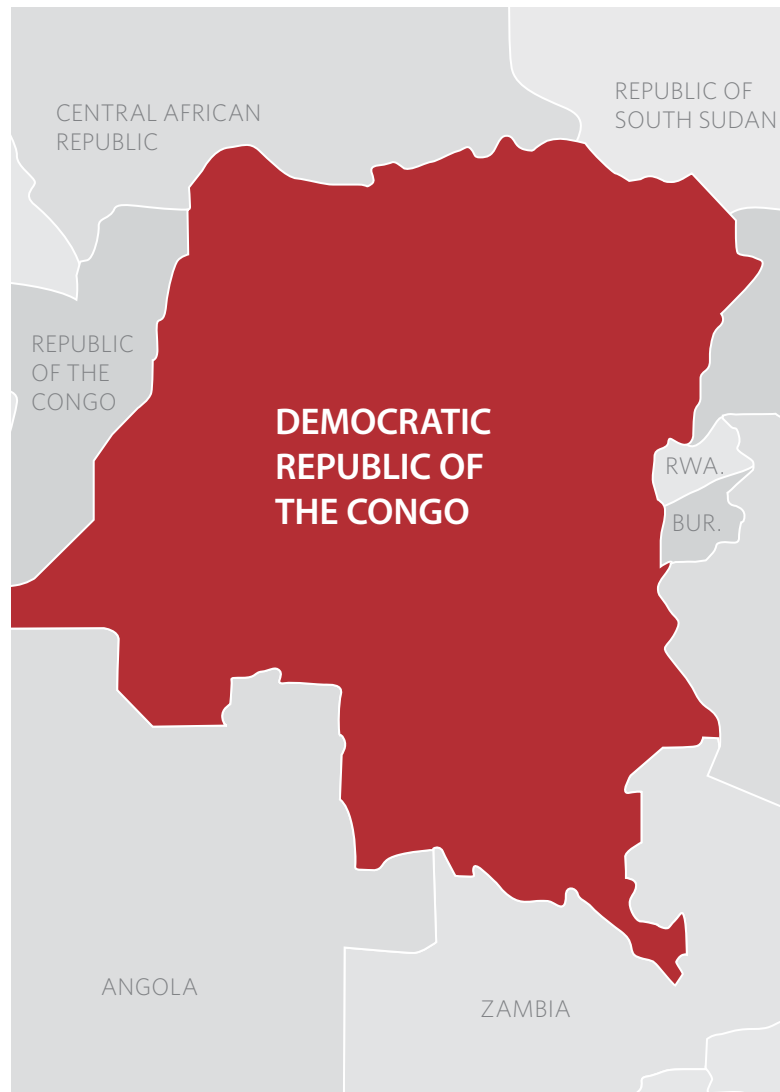 CENTRAL AFRICAN
REPUBLIC
REPUBLIC OF
SOUTH SUDAN
REPUBLIC
OF THE
CONGO
DEMOCRATIC
REPUBLIC OF
THE CONGO
RWA.
BUR.
ANGOLA
ZAMBIA